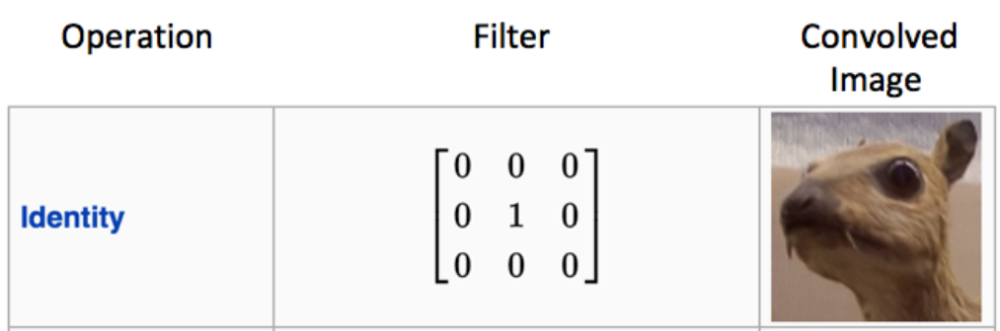 Operation Filter Convolved
Image
Identity
0 0 0
0 1 0
0 0 0